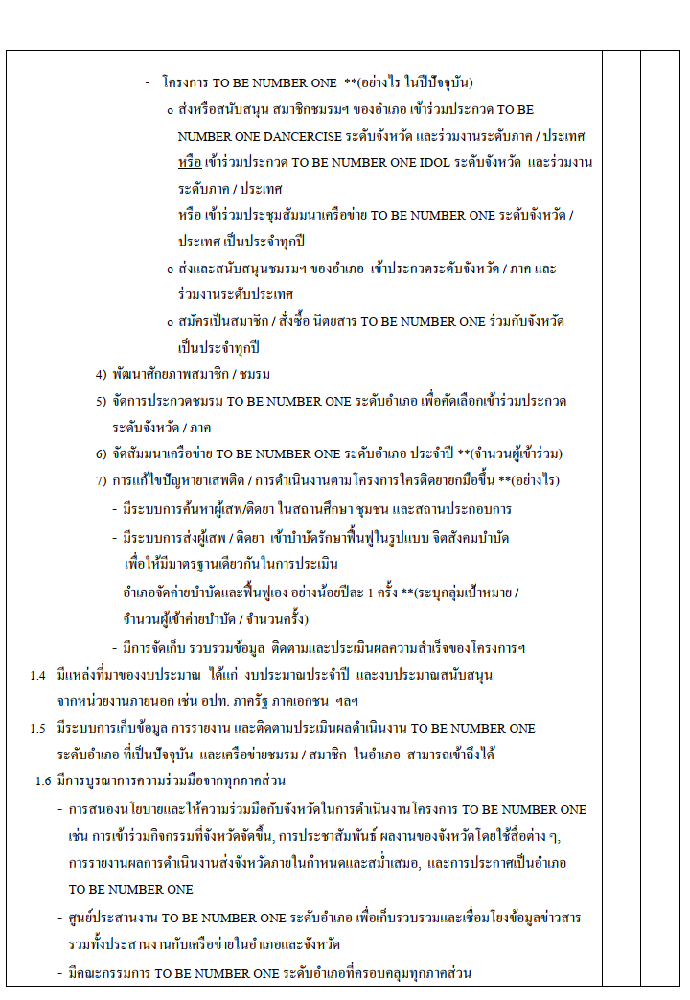 - โครงการ TO BE NUMBER ONE **(อย่างไร ในปีปัจจุบัน)
o ส่งหรือสนับสนุน สมาชิกชมรมฯ ของอำเภอ เข้าร่วมประกวด TO BE
NUMBER ONE DANCERCISE ระดับจังหวัด และร่วมงานระดับภาค / ประเทศ
หรือ เข้าร่วมประกวด TO BE NUMBER ONE IDOL ระดับจังหวัด และร่วมงาน
ระดับภาค / ประเทศ
หรือ เข้าร่วมประชุมสัมมนาเครือข่าย TO BE NUMBER ONE ระดับจังหวัด /
ประเทศ เป็นประจำทุกปี
o ส่งและสนับสนุนชมรมฯ ของอำเภอ เข้าประกวดระดับจังหวัด / ภาค และ
ร่วมงานระดับประเทศ
o สมัครเป็นสมาชิก / สั่งซื้อ นิตยสาร TO BE NUMBER ONE ร่วมกับจังหวัด
เป็นประจำทุกปี
4) พัฒนาศักยภาพสมาชิก / ชมรม
5) จัดการประกวดชมรม TO BE NUMBER ONE ระดับอำเภอ เพื่อคัดเลือกเข้าร่วมประกวด
ระดับจังหวัด / ภาค
6) จัดสัมมนาเครือข่าย TO BE NUMBER ONE ระดับอำเภอ ประจำปี **(จำนวนผู้เข้าร่วม)
7) การแก้ไขปัญหายาเสพติด / การดำเนินงานตามโครงการใครติดยายกมือขึ้น **(อย่างไร)
- มีระบบการค้นหาผู้เสพ/ติดยา ในสถานศึกษา ชุมชน และสถานประกอบการ
- มีระบบการส่งผู้เสพ / ติดยา เข้าบำบัดรักษาฟื้นฟูในรูปแบบ จิตสังคมบำบัด
เพื่อให้มีมาตรฐานเดียวกันในการประเมิน
- อำเภอจัดค่ายบำบัดและฟื้นฟูเอง อย่างน้อยปีละ 1 ครั้ง **(ระบุกลุ่มเป้าหมาย /
จำนวนผู้เข้าค่ายบำบัด / จำนวนครั้ง)
- มีการจัดเก็บ รวบรวมข้อมูล ติดตามและประเมินผลความสำเร็จของโครงการฯ
1.4 มีแหล่งที่มาของงบประมาณ ได้แก่ งบประมาณประจำปี และงบประมาณสนับสนุน
จากหน่วยงานภายนอก เช่น อปท. ภาครัฐ ภาคเอกชน ฯลฯ
1.5 มีระบบการเก็บข้อมูล การรายงาน และติดตามประเมินผลดำเนินงาน TO BE NUMBER ONE
ระดับอำเภอ ที่เป็นปัจจุบัน และเครือข่ายชมรม / สมาชิก ในอำเภอ สามารถเข้าถึงได้
1.6 มีการบูรณาการความร่วมมือจากทุกภาคส่วน
- การสนองนโยบายและให้ความร่วมมือกับจังหวัดในการดำเนินงานโครงการ TO BE NUMBER ONE
เช่น การเข้าร่วมกิจกรรมที่จังหวัดจัดขึ้น, การประชาสัมพันธ์ ผลงานของจังหวัดโดยใช้สื่อต่าง ๆ,
การรายงานผลการดำเนินงานส่งจังหวัดภายในกำหนดและสม่ำเสมอ, และการประกาศเป็นอำเภอ
TO BE NUMBER ONE
- ศูนย์ประสานงาน TO BE NUMBER ONE ระดับอำเภอ เพื่อเก็บรวบรวมและเชื่อมโยงข้อมูลข่าวสาร
รวมทั้งประสานงานกับเครือข่ายในอำเภอและจังหวัด
- มีคณะกรรมการ TO BE NUMBER ONE ระดับอำเภอที่ครอบคลุมทุกภาคส่วน